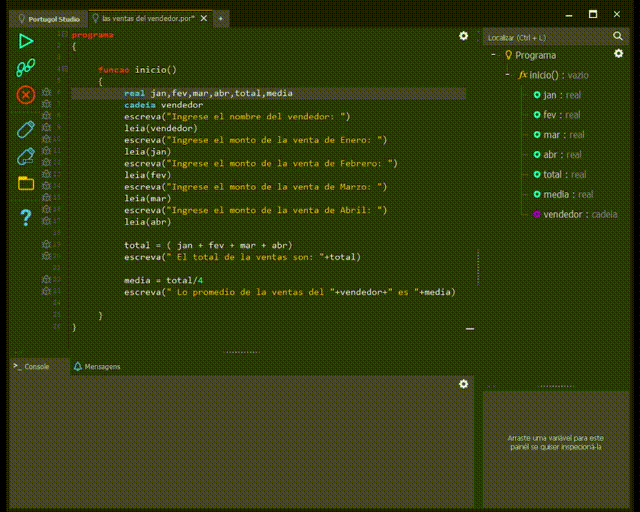 Portugol Studio
las ventas del vendedor.por*
programa
{
funcao inicio()
{
real jan,fev,mar,abr,total,media
cadeia vendedor
escreva("Ingrese el nombre del vendedor: ")
leia(vendedor)
escreva("Ingrese el monto de la venta de Enero: ")
leia(jan)
escreva("Ingrese el monto de la venta de Febrero: ")
leia(fev)
escreva("Ingrese el monto de la venta de Marzo: ")
leia(mar)
escreva("Ingrese el monto de la venta de Abril: ")
leia(abr)
total = ( jan + fev + mar + abr)
escreva(" El total de la ventas son: "+total)
media = total/4
escreva(" Lo promedio de la ventas del "+vendedor+" es "+media)
}
}
Localizar (Ctrl + L)
Programa
inicio() : vazio
jan : real
fev : real
mar : real
abr : real
total : real
media : real
vendedor : cadeia
Console
Mensagens
Arraste uma variável para este
painél se quiser inspecioná-la